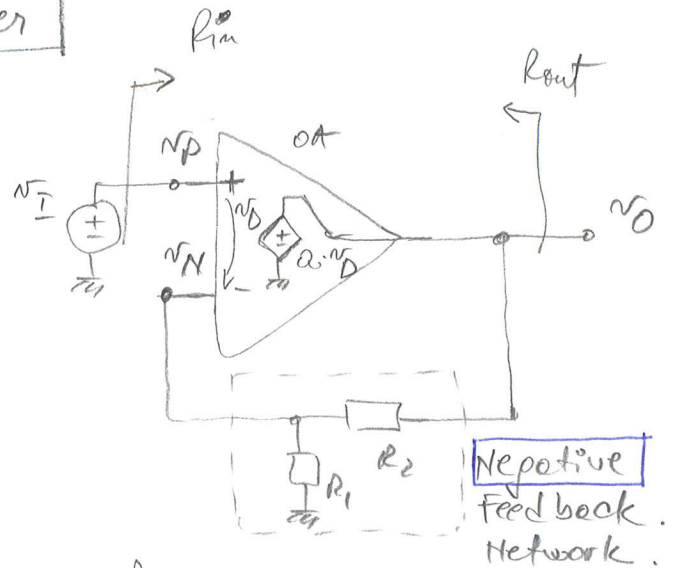 er
Rin
Rout
OA
vP
+
vI
±
vD
±
a·vD
vO
vN
-
R2
R1
Negative
Feedback.
Network.